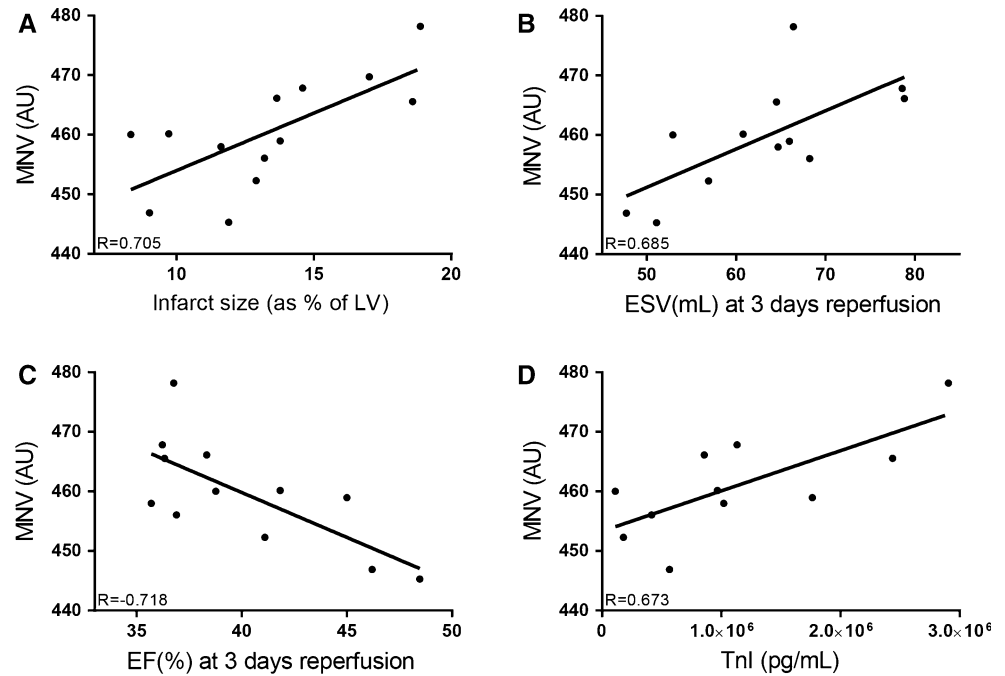 A
480
470
460
450
440
MNV (AU)
R=0.705
10 15 20
Infarct size (as % of LV)
B
480
470
460
450
440
MNV (AU)
R=0.685
50 60 70 80
ESV(mL) at 3 days reperfusion
C
480
470
460
450
440
MNV (AU)
R=-0.718
35 40 45 50
EF(%) at 3 days reperfusion
D
480
470
460
450
440
MNV (AU)
R=0.673
0 1.0×10⁶ 2.0×10⁶ 3.0×10⁶
TnI (pg/mL)